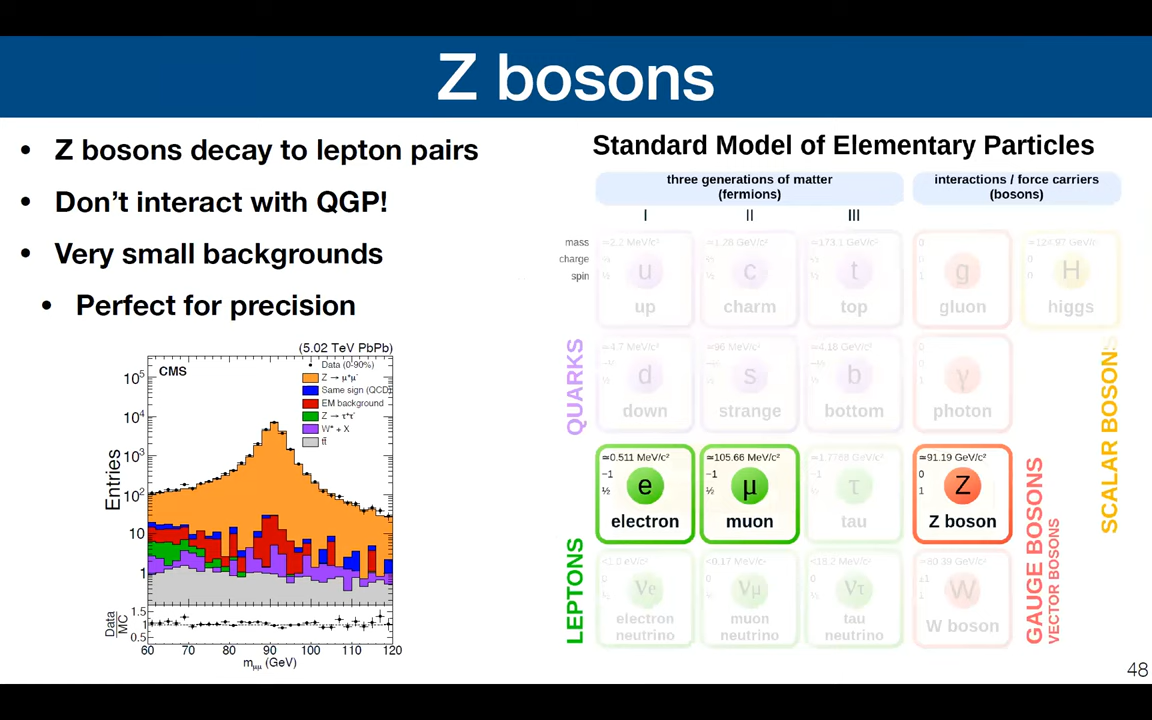 Z bosons
• Z bosons decay to lepton pairs
• Don’t interact with QGP!
• Very small backgrounds
• Perfect for precision
(5.02 TeV PbPb)
CMS
Data (0-90%)
Z → μ⁺μ⁻
Same sign (QCD)
EM background
Z → τ⁺τ⁻
W± + X
tt̄
Entries
10⁵
10⁴
10³
10²
10
1
Data
MC
1.5
1
0.5
60 70 80 90 100 110 120
mμμ (GeV)
Standard Model of Elementary Particles
three generations of matter
(fermions)
interactions / force carriers
(bosons)
I II III
mass
charge
spin
≃2.2 MeV/c²
⅔
½
u
up
≃1.28 GeV/c²
⅔
½
c
charm
≃173.1 GeV/c²
⅔
½
t
top
0
0
1
g
gluon
≃124.97 GeV/c²
0
0
H
higgs
QUARKS
≃4.7 MeV/c²
-⅓
½
d
down
≃96 MeV/c²
-⅓
½
s
strange
≃4.18 GeV/c²
-⅓
½
b
bottom
0
0
1
γ
photon
SCALAR BOSONS
LEPTONS
≃0.511 MeV/c²
−1
½
e
electron
≃105.66 MeV/c²
−1
½
μ
muon
≃1.7768 GeV/c²
−1
½
τ
tau
≃91.19 GeV/c²
0
1
Z
Z boson
GAUGE BOSONS
VECTOR BOSONS
<1.0 eV/c²
0
½
νe
electron
neutrino
<0.17 MeV/c²
0
½
νμ
muon
neutrino
<18.2 MeV/c²
0
½
ντ
tau
neutrino
≃80.39 GeV/c²
±1
1
W
W boson
48